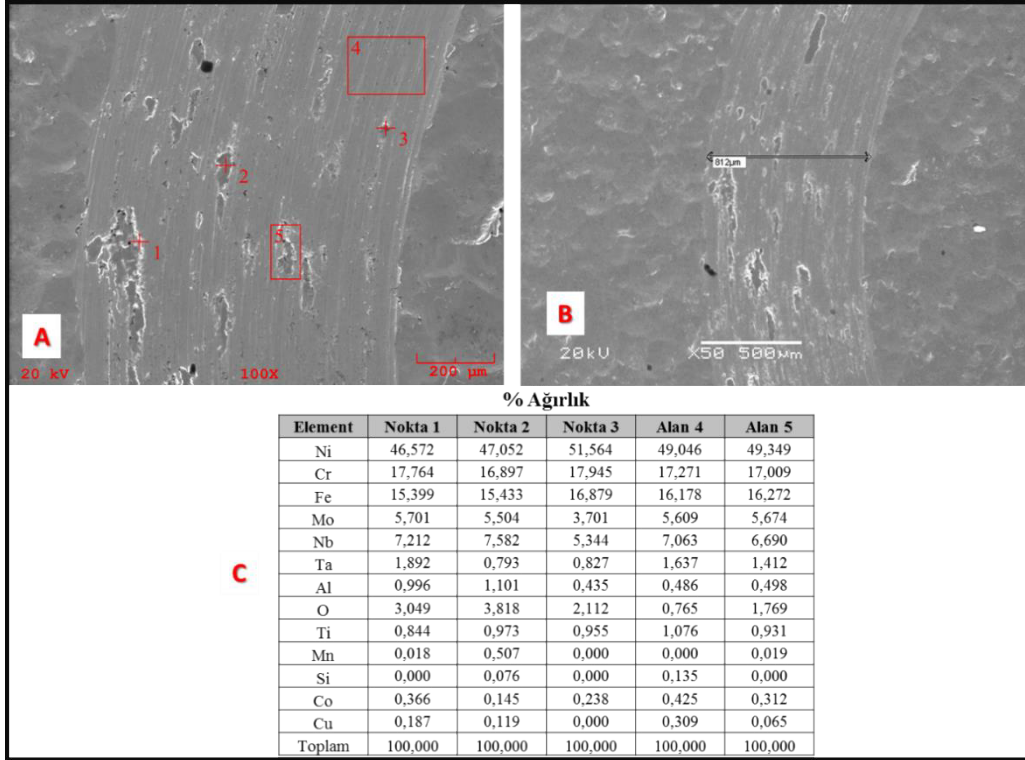 4
3
2
5
1
A
20 kV 100X 200 µm
812µm
B
20kU X50 500µm
% Ağırlık
Element Nokta 1 Nokta 2 Nokta 3 Alan 4 Alan 5
Ni 46,572 47,052 51,564 49,046 49,349
Cr 17,764 16,897 17,945 17,271 17,009
Fe 15,399 15,433 16,879 16,178 16,272
Mo 5,701 5,504 3,701 5,609 5,674
Nb 7,212 7,582 5,344 7,063 6,690
Ta 1,892 0,793 0,827 1,637 1,412
Al 0,996 1,101 0,435 0,486 0,498
O 3,049 3,818 2,112 0,765 1,769
Ti 0,844 0,973 0,955 1,076 0,931
Mn 0,018 0,507 0,000 0,000 0,019
Si 0,000 0,076 0,000 0,135 0,000
Co 0,366 0,145 0,238 0,425 0,312
Cu 0,187 0,119 0,000 0,309 0,065
Toplam 100,000 100,000 100,000 100,000 100,000
C